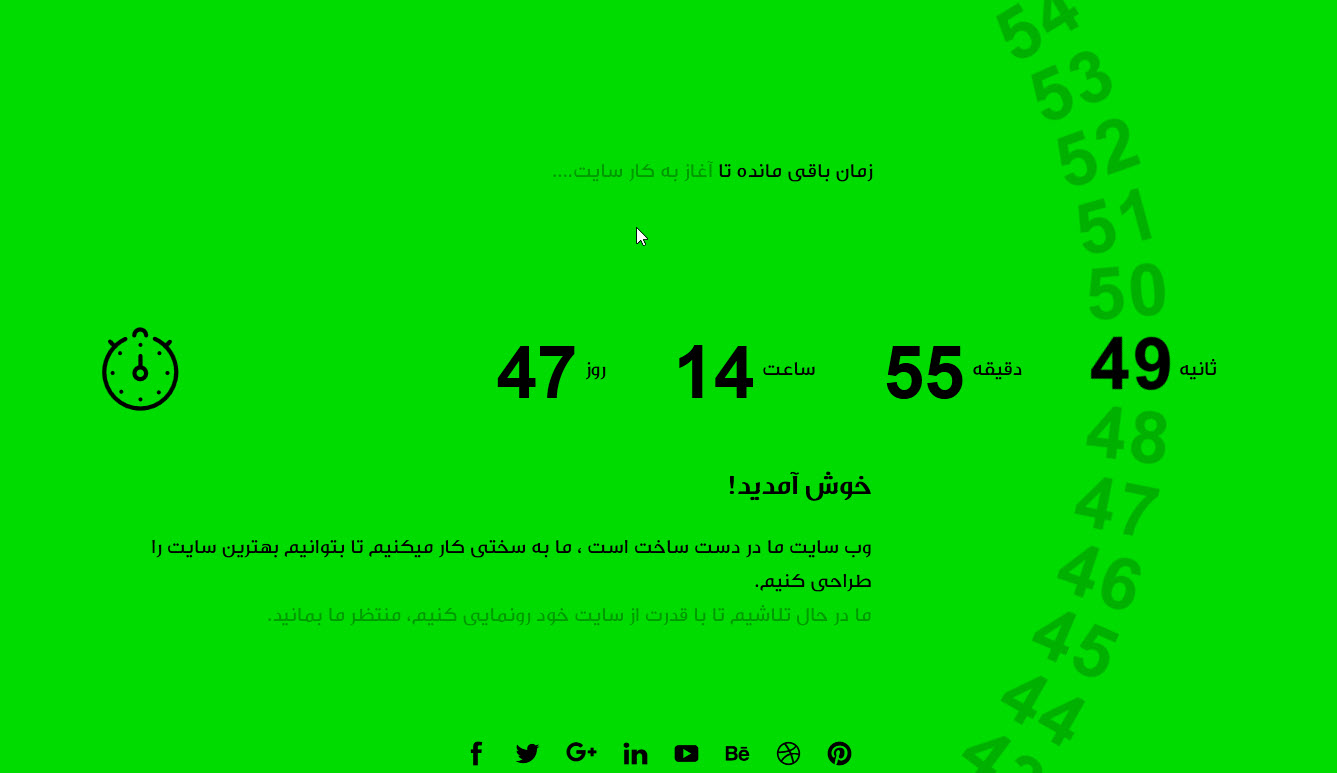 54
53
52
زمان باقی مانده تا آغاز به کار سایت....
51
50
ثانیه 49 دقیقه 55 ساعت 14 روز 47
48
خوش آمدید!
47
وب سایت ما در دست ساخت است ، ما به سختی کار میکنیم تا بتوانیم بهترین سایت را
طراحی کنیم.
46
ما در حال تلاشیم تا با قدرت از سایت خود رونمایی کنیم، منتظر ما بمانید.
45
44
43
f G+ in Bē